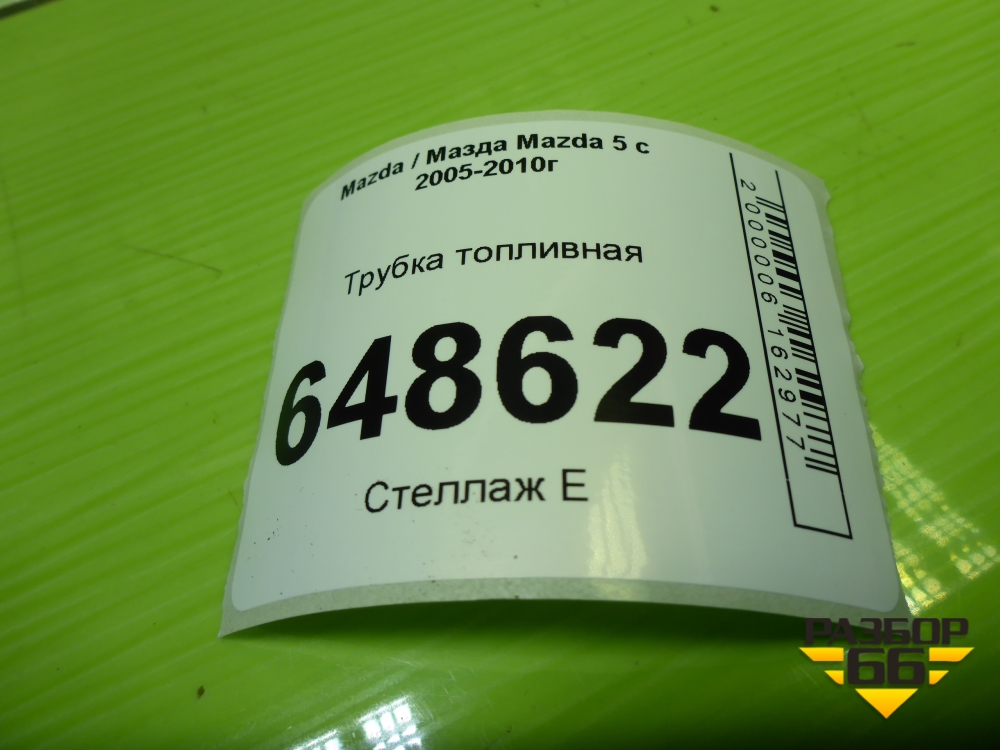 Mazda / Мазда Mazda 5 с
2005-2010г
Трубка топливная
648622
Стеллаж Е
2000006162977
РАЗБОР
66